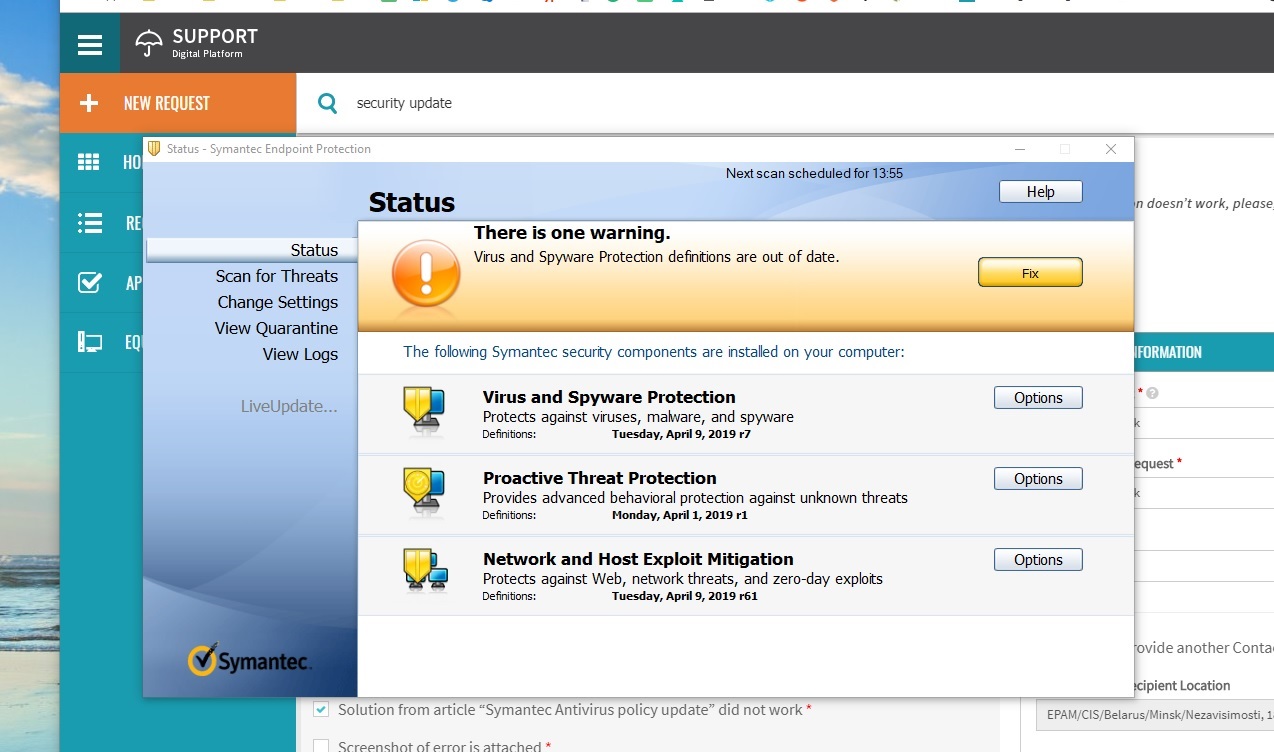 SUPPORT
Digital Platform
NEW REQUEST
security update
Status - Symantec Endpoint Protection
Next scan scheduled for 13:55
Status
Help
doesn't work, please,
There is one warning.
Virus and Spyware Protection definitions are out of date.
Fix
Status
Scan for Threats
Change Settings
View Quarantine
View Logs
LiveUpdate...
The following Symantec security components are installed on your computer:
Virus and Spyware Protection
Protects against viruses, malware, and spyware
Definitions: Tuesday, April 9, 2019 r7
Options
Proactive Threat Protection
Provides advanced behavioral protection against unknown threats
Definitions: Monday, April 1, 2019 r1
Options
Network and Host Exploit Mitigation
Protects against Web, network threats, and zero-day exploits
Definitions: Tuesday, April 9, 2019 r61
Options
Symantec.
HO
RE
AP
EQ
NFORMATION
*
k
equest *
k
rovide another Conta
ecipient Location
EPAM/CIS/Belarus/Minsk/Nezavisimosti, 1
Solution from article “Symantec Antivirus policy update” did not work *
Screenshot of error is attached *